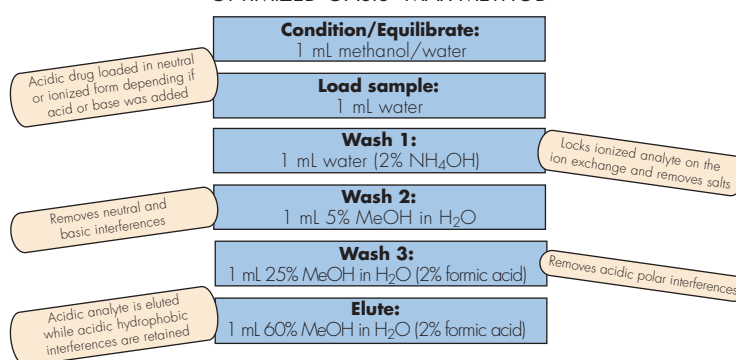 OPTIMIZED OASIS MAX METHOD
Condition/Equilibrate:
1 mL methanol/water
Acidic drug loaded in neutral
or ionized form depending if
acid or base was added
Load sample:
1 mL water
Wash 1:
1 mL water (2% NH₄OH)
Locks ionized analyte on the
ion exchange and removes salts
Wash 2:
1 mL 5% MeOH in H₂O
Removes neutral and
basic interferences
Wash 3:
1 mL 25% MeOH in H₂O (2% formic acid)
Removes acidic polar interferences
Elute:
1 mL 60% MeOH in H₂O (2% formic acid)
Acidic analyte is eluted
while acidic hydrophobic
interferences are retained